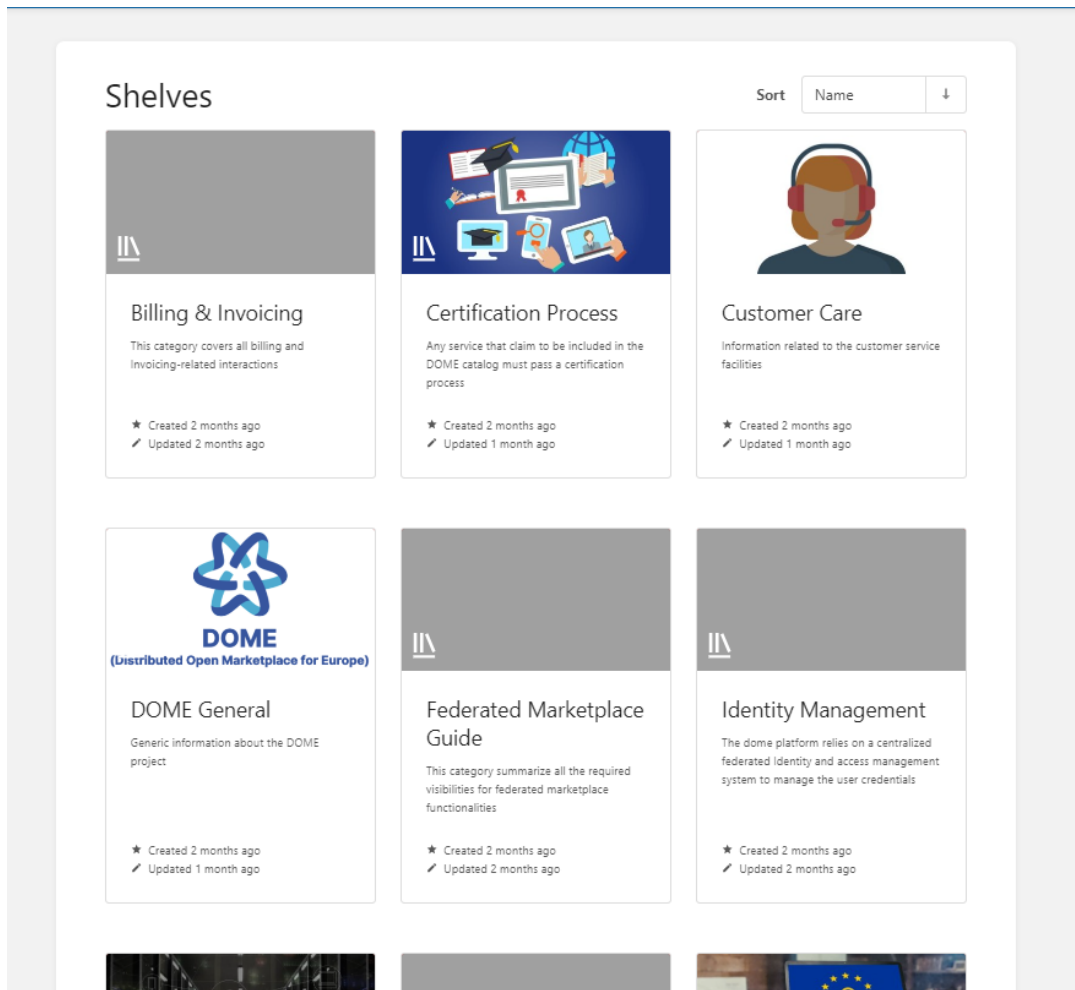 Shelves
Sort
Name
Billing & Invoicing
This category covers all billing and
Invoicing-related interactions
Created 2 months ago
Updated 2 months ago
Certification Process
Any service that claim to be included in the
DOME catalog must pass a certification
process
Created 2 months ago
Updated 1 month ago
Customer Care
Information related to the customer service
facilities
Created 2 months ago
Updated 1 month ago
DOME
(Distributed Open Marketplace for Europe)
DOME General
Generic information about the DOME
project
Created 2 months ago
Updated 1 month ago
Federated Marketplace
Guide
This category summarize all the required
visibilities for federated marketplace
functionalities
Created 2 months ago
Updated 2 months ago
Identity Management
The dome platform relies on a centralized
federated Identity and access management
system to manage the user credentials
Created 2 months ago
Updated 2 months ago